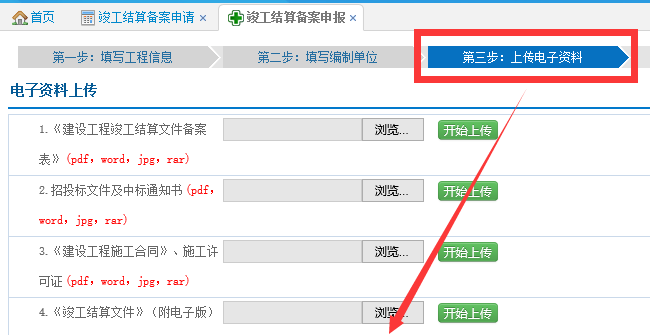 首页 竣工结算备案申请 × 竣工结算备案申报 ×
第一步：填写工程信息 第二步：填写编制单位 第三步：上传电子资料
电子资料上传
1.《建设工程竣工结算文件备案 浏览... 开始上传
表》(pdf，word，jpg，rar)
2.招投标文件及中标通知书(pdf， 浏览... 开始上传
word，jpg，rar)
3.《建设工程施工合同》、施工许 浏览... 开始上传
可证(pdf，word，jpg，rar)
4.《竣工结算文件》（附电子版） 浏览... 开始上传